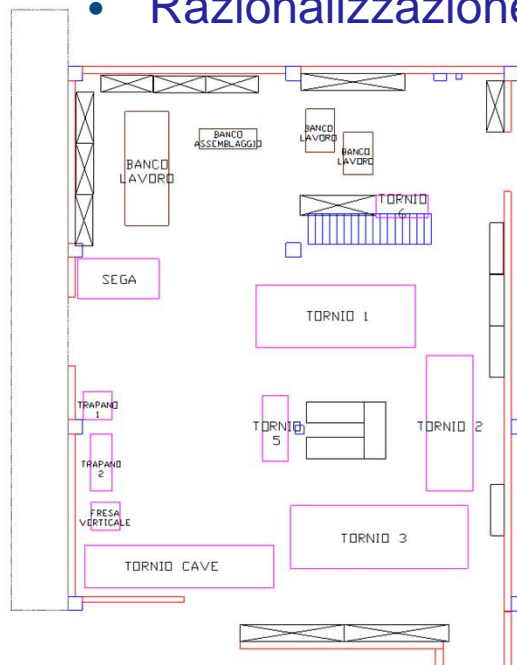 • Razionalizzazione
BANCO
LAVORO
BANCO
ASSEMBLAGGIO
BANCO
LAVORO
BANCO
LAVORO
TORNIO
6
SEGA
TORNIO 1
TRAPANO
1
TORNIO
5
TORNIO 2
TRAPANO
2
FRESA
VERTICALE
TORNIO 3
TORNIO CAVE